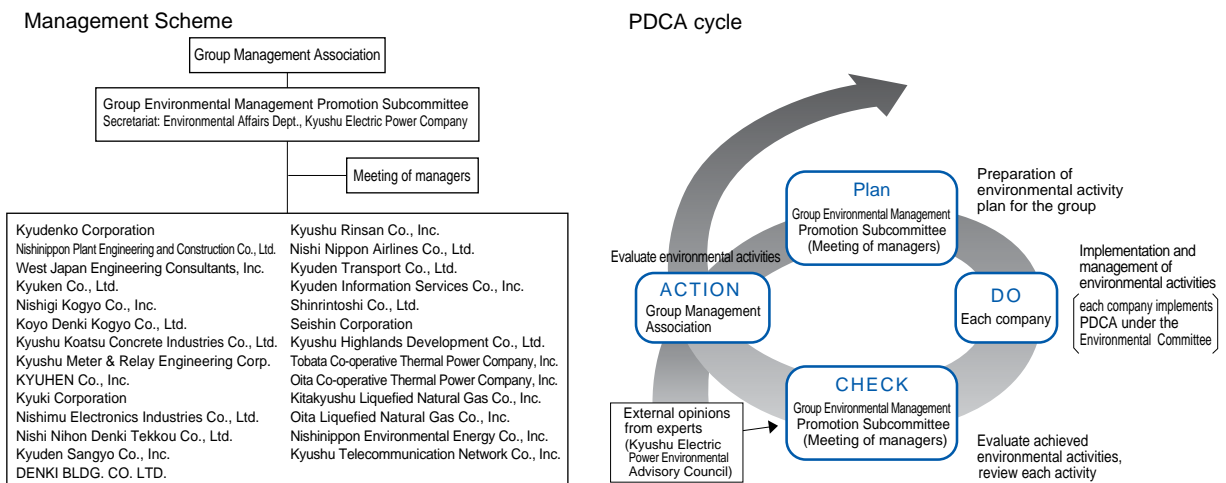 Management Scheme
Group Management Association
Group Environmental Management Promotion Subcommittee
Secretariat: Environmental Affairs Dept., Kyushu Electric Power Company
Meeting of managers
Kyudenko Corporation
Nishinippon Plant Engineering and Construction Co., Ltd.
West Japan Engineering Consultants, Inc.
Kyuken Co., Ltd.
Nishigi Kogyo Co., Inc.
Koyo Denki Kogyo Co., Ltd.
Kyushu Koatsu Concrete Industries Co., Ltd.
Kyushu Meter & Relay Engineering Corp.
KYUHEN Co., Inc.
Kyuki Corporation
Nishimu Electronics Industries Co., Ltd.
Nishi Nihon Denki Tekkou Co., Ltd.
Kyuden Sangyo Co., Inc.
DENKI BLDG. CO. LTD.
Kyushu Rinsan Co., Inc.
Nishi Nippon Airlines Co., Ltd.
Kyuden Transport Co., Ltd.
Kyuden Information Services Co., Inc.
Shinrintoshi Co., Ltd.
Seishin Corporation
Kyushu Highlands Development Co., Ltd.
Tobata Co-operative Thermal Power Company, Inc.
Oita Co-operative Thermal Power Company, Inc.
Kitakyushu Liquefied Natural Gas Co., Inc.
Oita Liquefied Natural Gas Co., Inc.
Nishinippon Environmental Energy Co., Inc.
Kyushu Telecommunication Network Co., Inc.
PDCA cycle
Plan
Group Environmental Management
Promotion Subcommittee
(Meeting of managers)
Preparation of
environmental activity
plan for the group
DO
Each company
Implementation and
management of
environmental activities
each company implements
PDCA under the
Environmental Committee
CHECK
Group Environmental Management
Promotion Subcommittee
(Meeting of managers)
Evaluate achieved
environmental activities,
review each activity
External opinions
from experts
(Kyushu Electric
Power Environmental
Advisory Council)
Evaluate environmental activities
ACTION
Group Management
Association